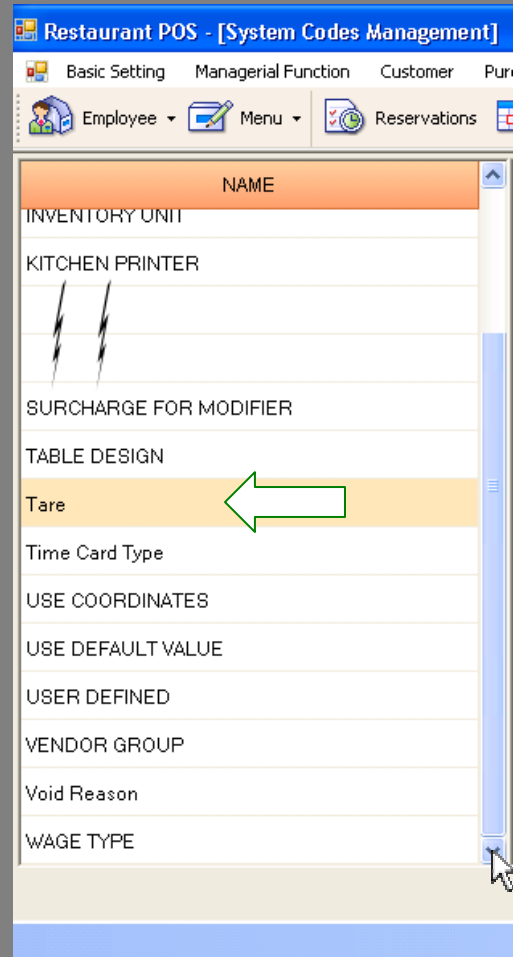 Restaurant POS - [System Codes Management]
Basic Setting Managerial Function Customer
Employee Menu Reservations
NAME
INVENTORY UNIT
KITCHEN PRINTER
SURCHARGE FOR MODIFIER
TABLE DESIGN
Tare
Time Card Type
USE COORDINATES
USE DEFAULT VALUE
USER DEFINED
VENDOR GROUP
Void Reason
WAGE TYPE